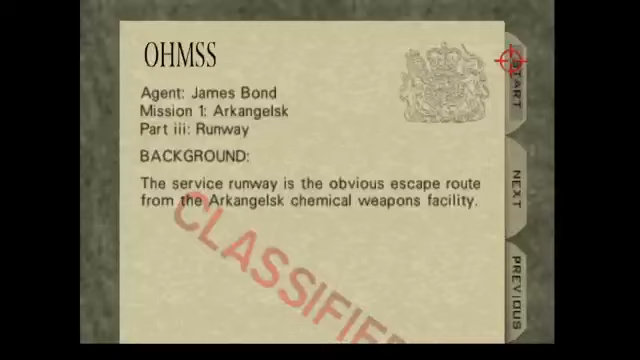 OHMSS
Agent: James Bond
Mission 1: Arkangelsk
Part iii: Runway
BACKGROUND:
The service runway is the obvious escape route
from the Arkangelsk chemical weapons facility.
CLASSIFIE
START
NEXT
PREVIOUS